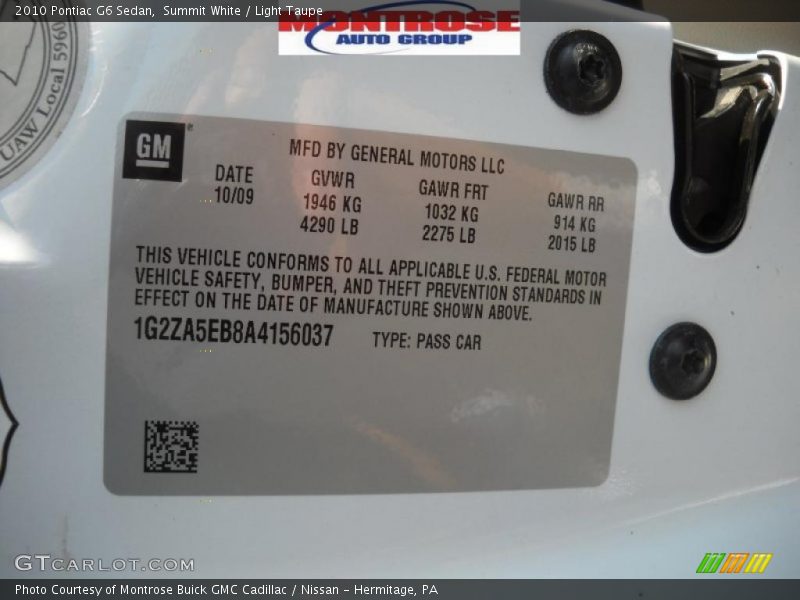 2010 Pontiac G6 Sedan,  Summit White / Light Taupe
MONTROSE
AUTO GROUP
UAW Local 5960
GM
MFD BY GENERAL MOTORS LLC
DATE GVWR GAWR FRT GAWR RR
10/09 1946 KG 1032 KG 914 KG
4290 LB 2275 LB 2015 LB
THIS VEHICLE CONFORMS TO ALL APPLICABLE U.S. FEDERAL MOTOR
VEHICLE SAFETY, BUMPER, AND THEFT PREVENTION STANDARDS IN
EFFECT ON THE DATE OF MANUFACTURE SHOWN ABOVE.
1G2ZA5EB8A4156037 TYPE: PASS CAR
GTCARLOT.COM
Photo Courtesy of Montrose Buick GMC Cadillac / Nissan - Hermitage, PA